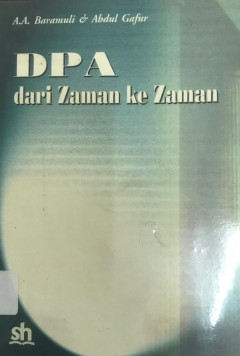 A.A. Baramuli & Abdul Gafur
DPA
dari Zaman ke Zaman
sh